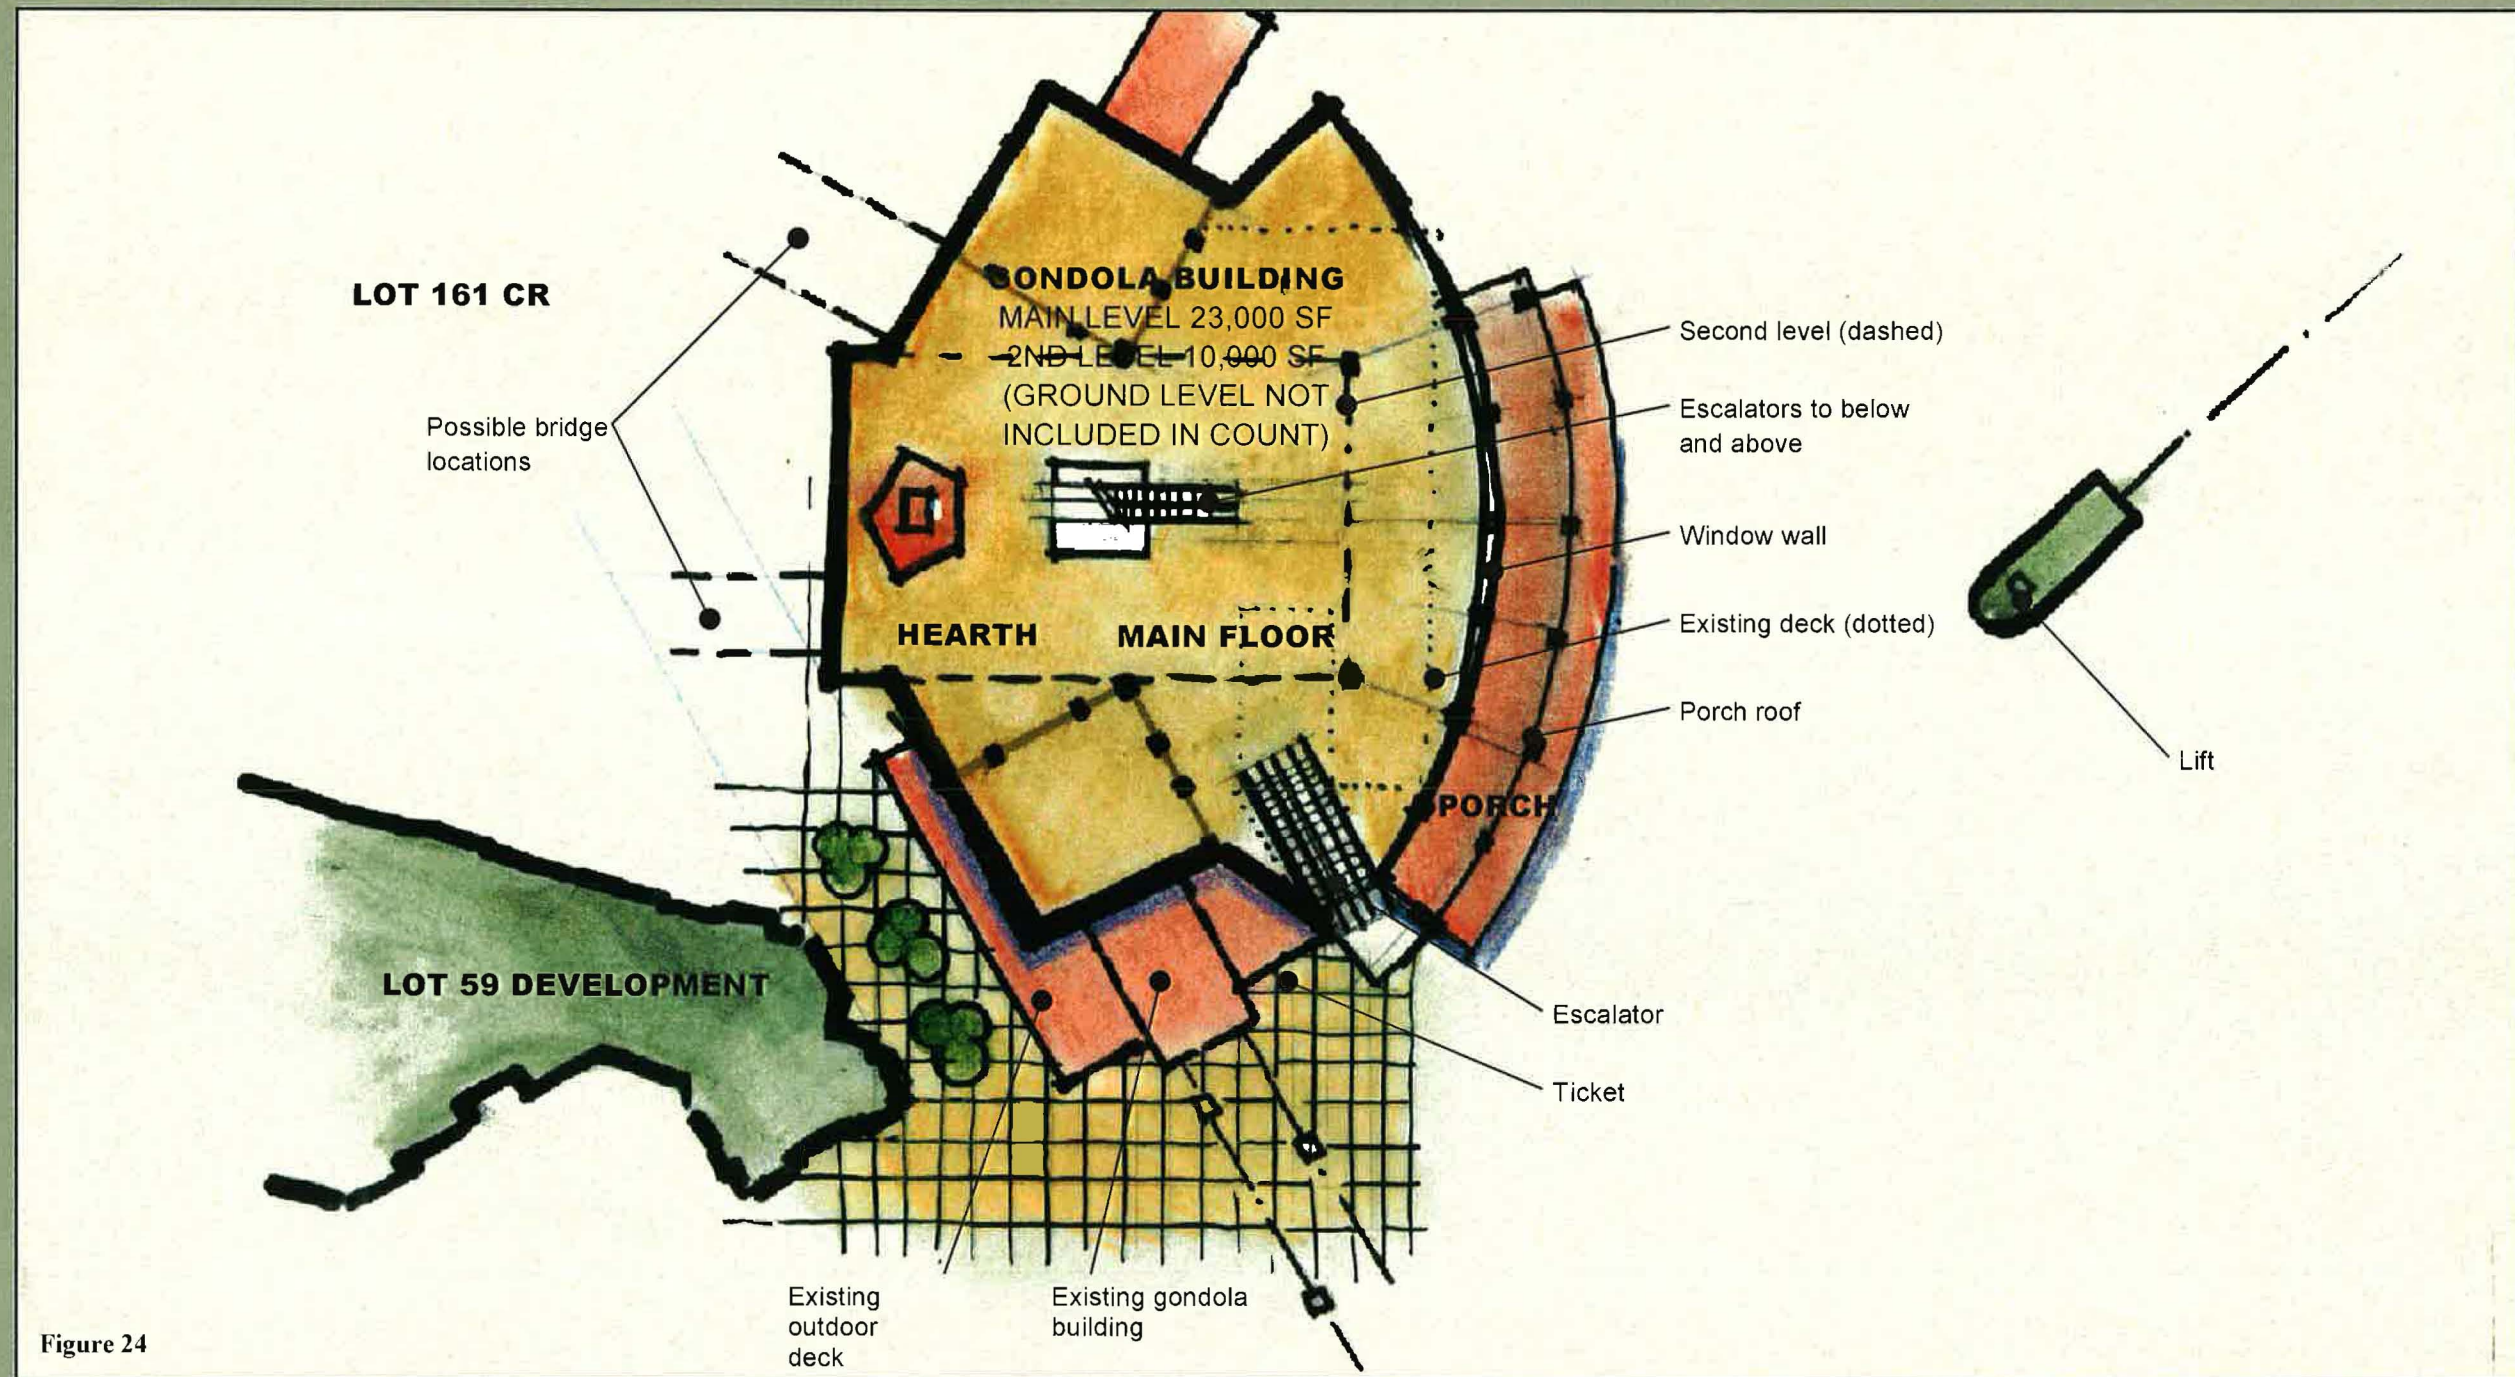 LOT 161 CR
GONDOLA BUILDING
MAIN LEVEL 23,000 SF
2ND LEVEL 10,000 SF
(GROUND LEVEL NOT
INCLUDED IN COUNT)
Possible bridge
locations
Second level (dashed)
Escalators to below
and above
Window wall
Existing deck (dotted)
Porch roof
Lift
HEARTH
MAIN FLOOR
PORCH
LOT 59 DEVELOPMENT
Escalator
Ticket
Existing
outdoor
deck
Existing gondola
building
Figure 24